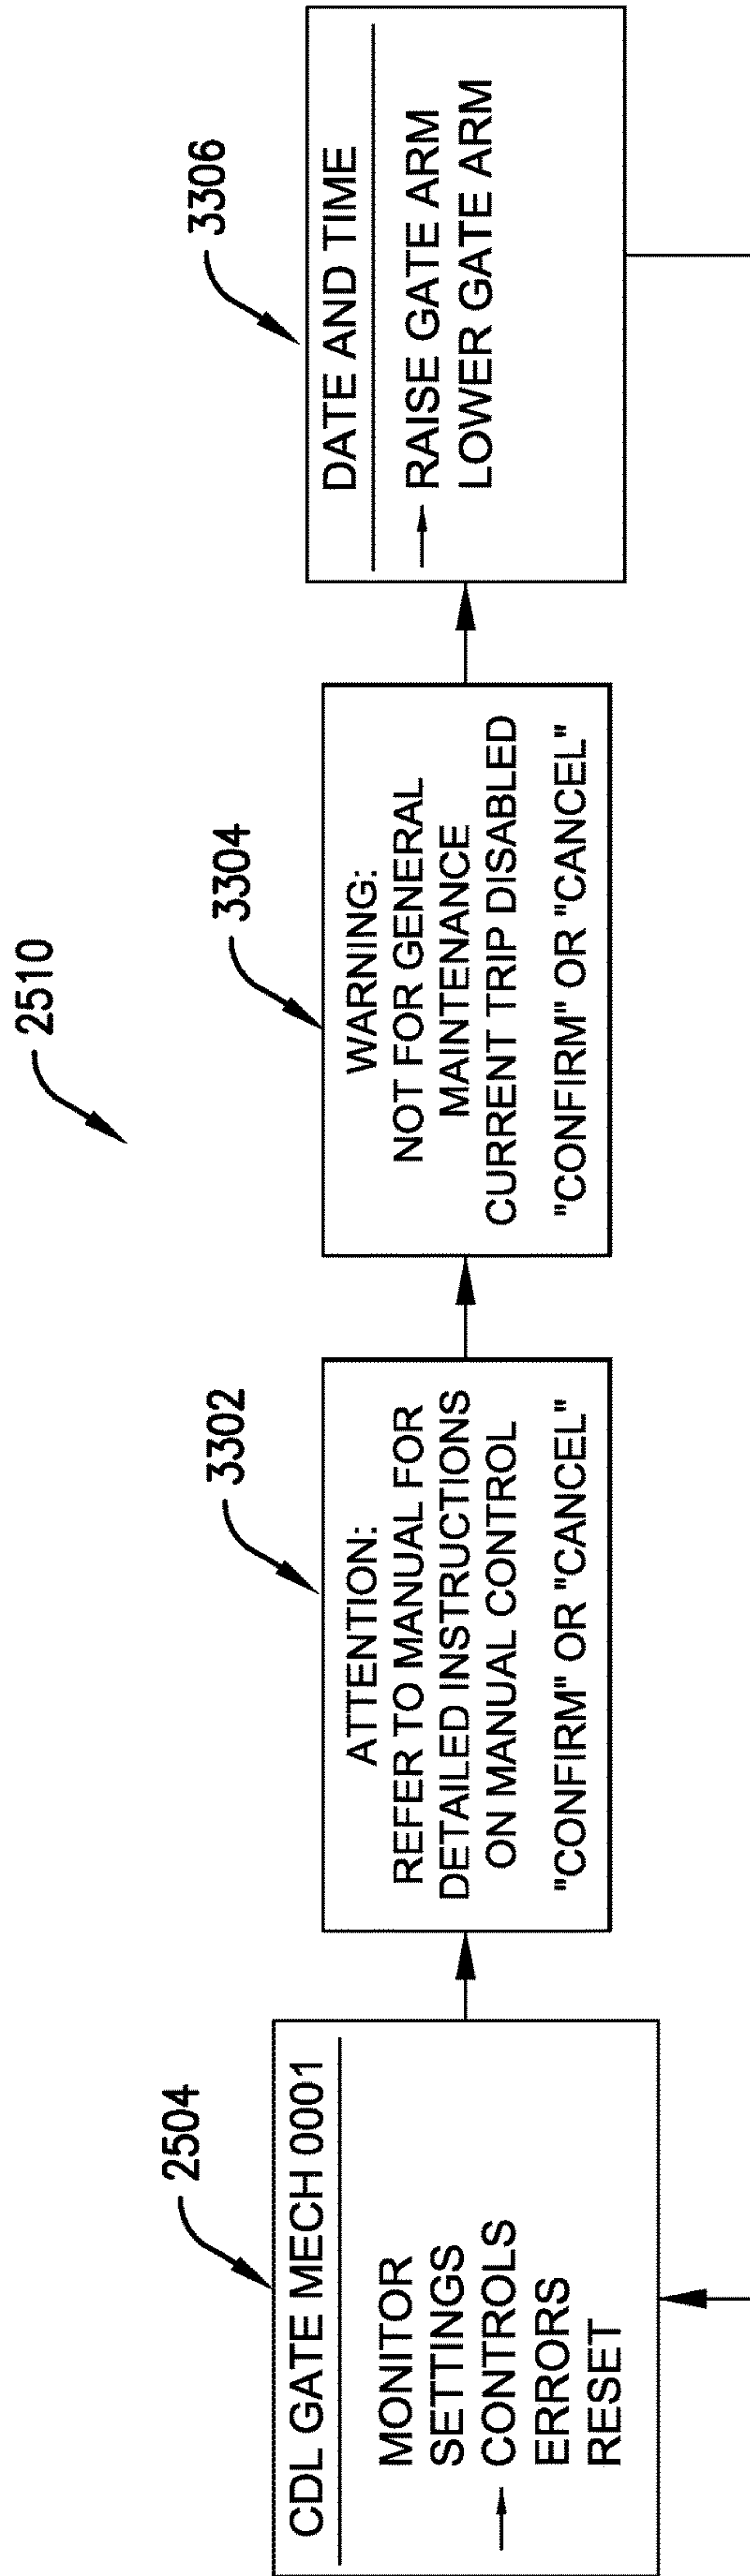 2510
2504
CDL GATE MECH 0001
MONITOR
SETTINGS
CONTROLS
ERRORS
RESET
3302
ATTENTION:
REFER TO MANUAL FOR
DETAILED INSTRUCTIONS
ON MANUAL CONTROL
"CONFIRM" OR "CANCEL"
3304
WARNING:
NOT FOR GENERAL
MAINTENANCE
CURRENT TRIP DISABLED
"CONFIRM" OR "CANCEL"
3306
DATE AND TIME
RAISE GATE ARM
LOWER GATE ARM